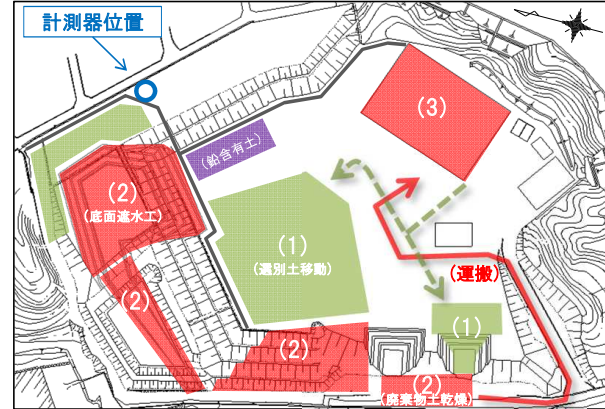 計測器位置
(3)
(鉛含有土)
(2)
(底面遮水工)
(1)
(選別土移動)
(運搬)
(2)
(1)
(2)
(2)
(廃棄物土乾燥)